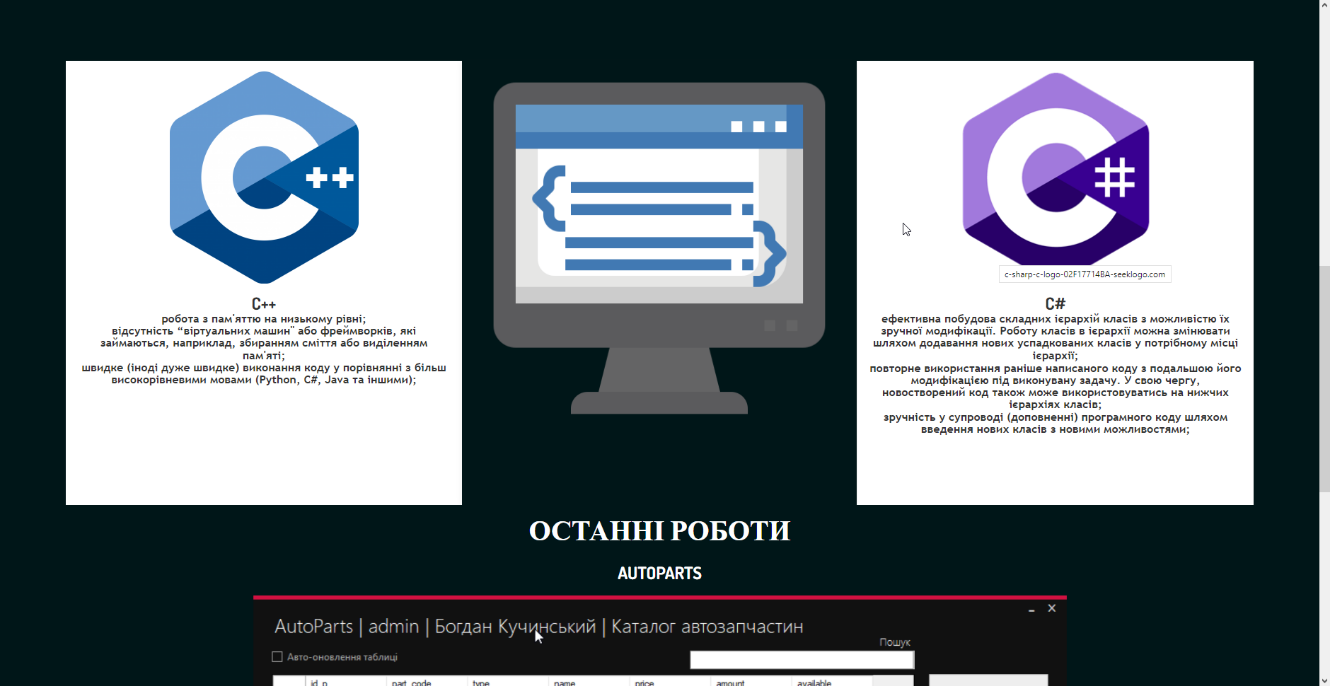 C++
робота з пам'яттю на низькому рівні;
відсутність “віртуальних машин" або фреймворків, які
займаються, наприклад, збиранням сміття або виділенням
пам'яті;
швидке (іноді дуже швидке) виконання коду у порівнянні з більш
високорівневими мовами (Python, C#, Java та іншими);
c-sharp-c-logo-02F17714BA-seeklogo.com
C#
ефективна побудова складних ієрархій класів з можливістю їх
зручної модифікації. Роботу класів в ієрархії можна змінювати
шляхом додавання нових успадкованих класів у потрібному місці
ієрархії;
повторне використання раніше написаного коду з подальшою його
модифікацією під виконувану задачу. У свою чергу,
новостворений код також може використовуватись на нижчих
ієрархіях класів;
зручність у супроводі (доповненні) програмного коду шляхом
введення нових класів з новими можливостями;
ОСТАННІ РОБОТИ
AUTOPARTS
AutoParts | admin | Богдан Кучинський | Каталог автозапчастин
Пошук
Авто-оновлення таблиці
id_p part_code type name price amount available